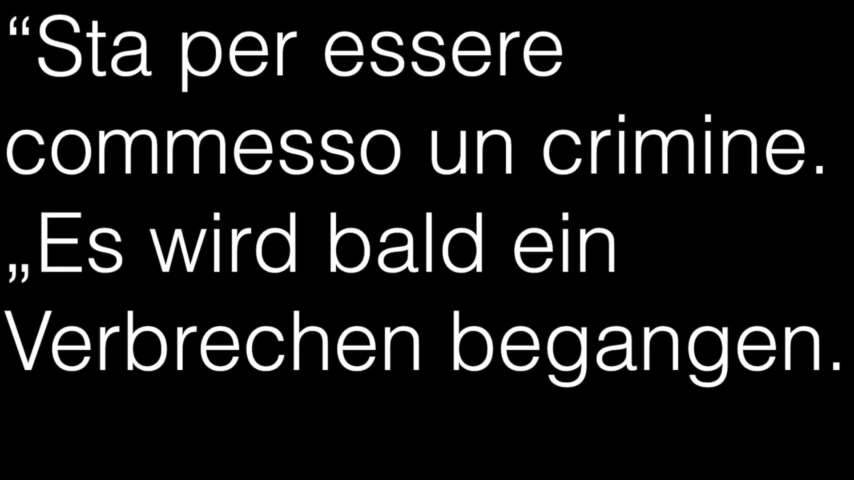 “Sta per essere
commesso un crimine.
„Es wird bald ein
Verbrechen begangen.